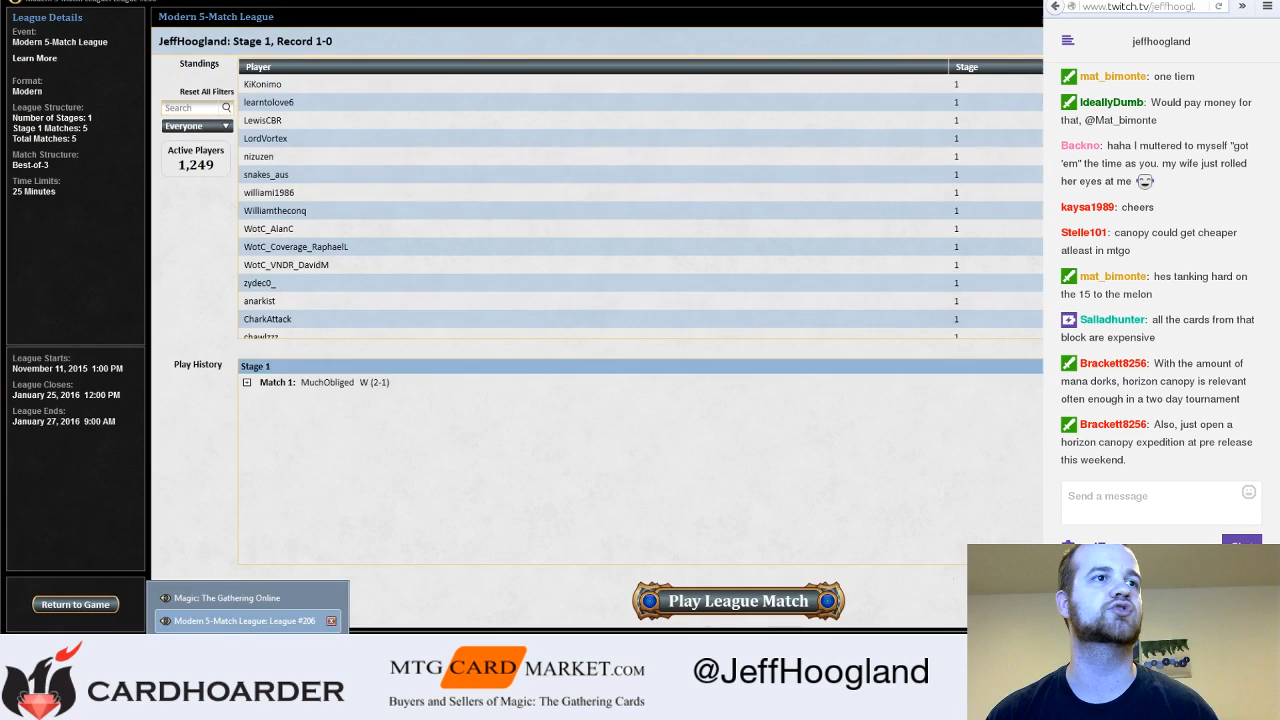 League Details
Event:
Modern 5-Match League
Learn More
Format:
Modern
League Structure:
Number of Stages: 1
Stage 1 Matches: 5
Total Matches: 5
Match Structure:
Best-of-3
Time Limits:
25 Minutes
League Starts:
November 11, 2015 1:00 PM
League Closes:
January 25, 2016 12:00 PM
League Ends:
January 27, 2016 9:00 AM
Return to Game
Modern 5-Match League
JeffHoogland: Stage 1, Record 1-0
Standings
Reset All Filters
Search
Everyone
Active Players
1,249
Player Stage
KiKonimo 1
learntolove6 1
LewisCBR 1
LordVortex 1
nizuzen 1
snakes_aus 1
williami1986 1
Williamtheconq 1
WotC_AlanC 1
WotC_Coverage_RaphaelL 1
WotC_VNDR_DavidM 1
zydec0_ 1
anarkist 1
CharkAttack 1
chawlzzz 1
Play History
Stage 1
Match 1: MuchObliged W (2-1)
Magic: The Gathering Online
Modern 5-Match League: League #206
Play League Match
www.twitch.tv/jeffhoogl
jeffhoogland
mat_bimonte: one tiem
IdeallyDumb: Would pay money for
that, @Mat_bimonte
Backno: haha I muttered to myself "got
'em" the time as you. my wife just rolled
her eyes at me
kaysa1989: cheers
Stelle101: canopy could get cheaper
atleast in mtgo
mat_bimonte: hes tanking hard on
the 15 to the melon
Salladhunter: all the cards from that
block are expensive
Brackett8256: With the amount of
mana dorks, horizon canopy is relevant
often enough in a two day tournament
Brackett8256: Also, just open a
horizon canopy expedition at pre release
this weekend.
Send a message
CARDHOARDER
MTG CARD MARKET.COM
Buyers and Sellers of Magic: The Gathering Cards
@JeffHoogland